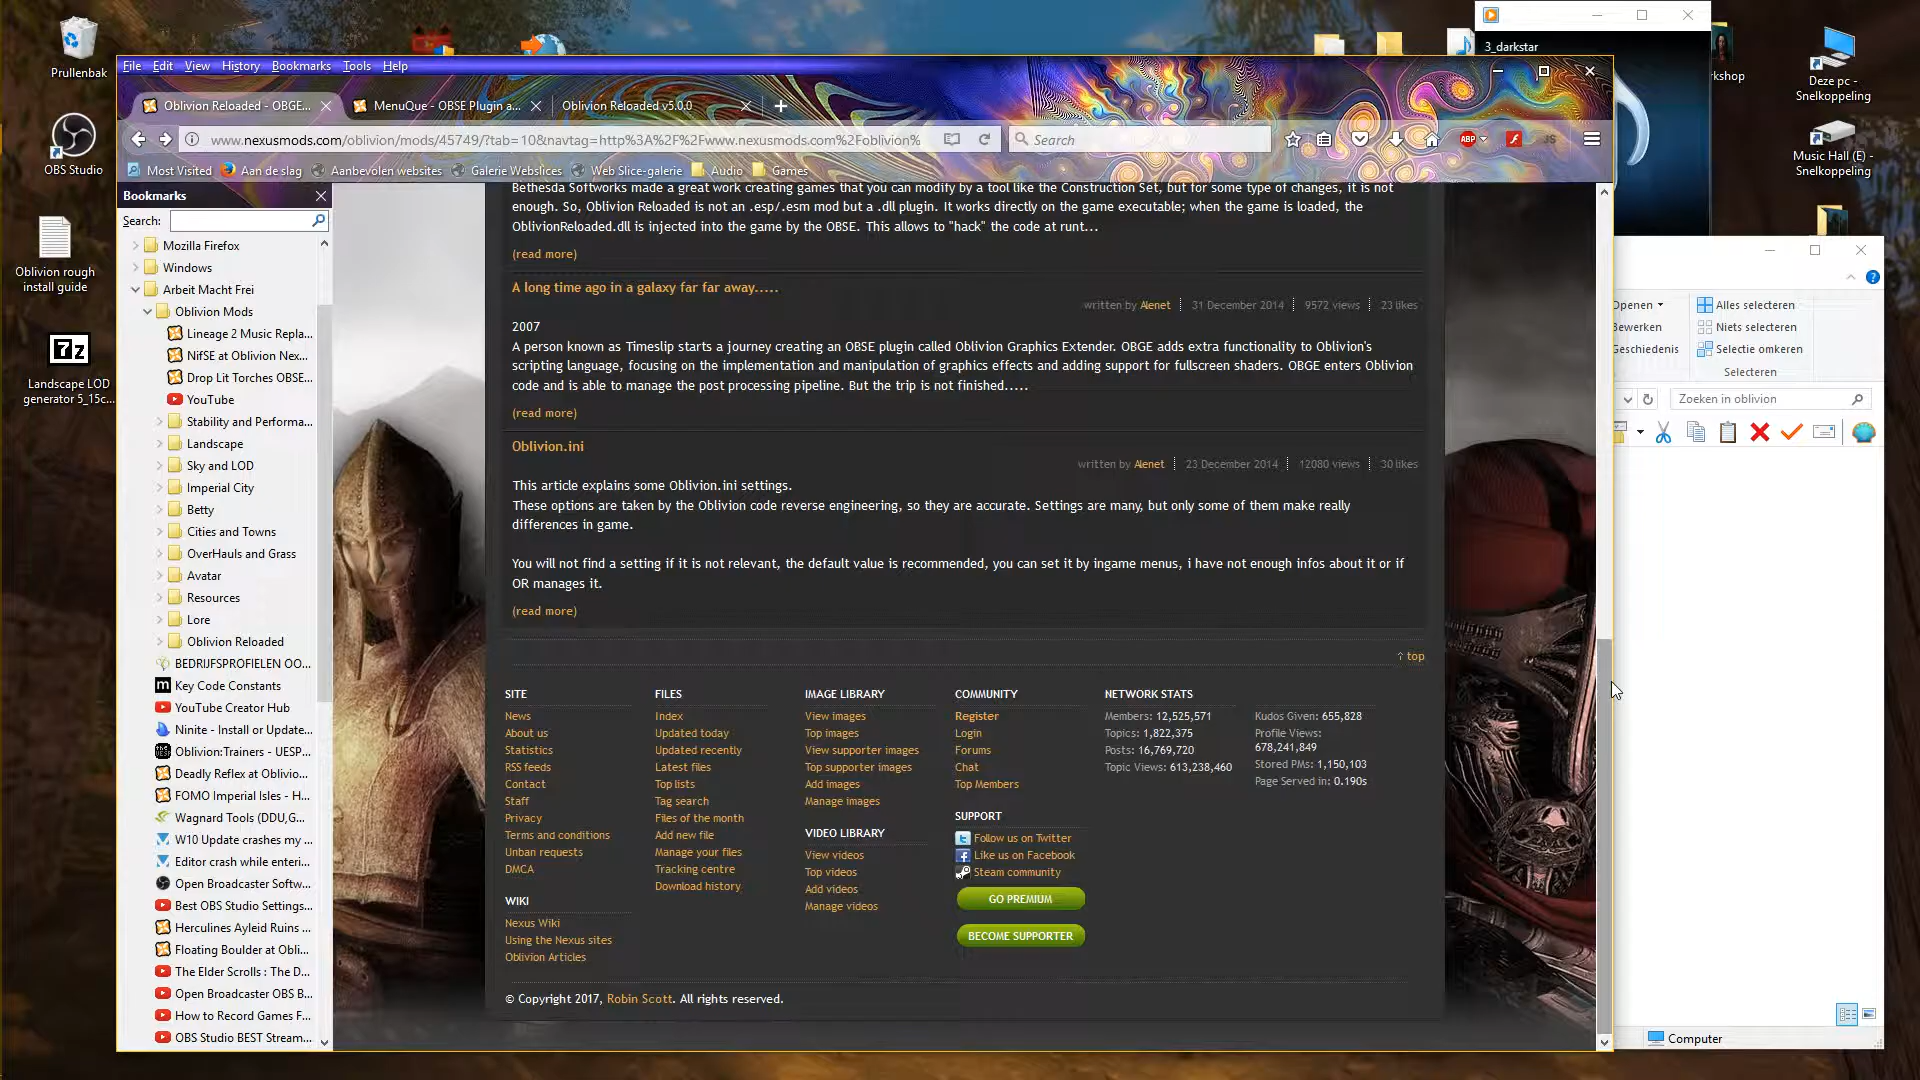 Prullenbak
OBS Studio
Oblivion rough
install guide
Landscape LOD
generator 5_15c...
File Edit View History Bookmarks Tools Help
Oblivion Reloaded - OBGE...
MenuQue - OBSE Plugin a...
Oblivion Reloaded v5.0.0
www.nexusmods.com/oblivion/mods/45749/?tab=10&navtag=http%3A%2F%2Fwww.nexusmods.com%2Foblivion%
Search
ABP
JS
Most Visited Aan de slag Aanbevolen websites Galerie Webslices Web Slice-galerie Audio Games
Bookmarks
Search:
Mozilla Firefox
Windows
Arbeit Macht Frei
Oblivion Mods
Lineage 2 Music Repla...
NifSE at Oblivion Nex...
Drop Lit Torches OBSE...
YouTube
Stability and Performa...
Landscape
Sky and LOD
Imperial City
Betty
Cities and Towns
OverHauls and Grass
Avatar
Resources
Lore
Oblivion Reloaded
BEDRIJFSPROFIELEN OO...
Key Code Constants
YouTube Creator Hub
Ninite - Install or Update...
Oblivion:Trainers - UESP...
Deadly Reflex at Oblivio...
FOMO Imperial Isles - H...
Wagnard Tools (DDU,G...
W10 Update crashes my ...
Editor crash while enteri...
Open Broadcaster Softw...
Best OBS Studio Settings...
Herculines Ayleid Ruins ...
Floating Boulder at Obli...
The Elder Scrolls : The D...
Open Broadcaster OBS B...
How to Record Games F...
OBS Studio BEST Stream...
Bethesda Softworks made a great work creating games that you can modify by a tool like the Construction Set, but for some type of changes, it is not
enough. So, Oblivion Reloaded is not an .esp/.esm mod but a .dll plugin. It works directly on the game executable; when the game is loaded, the
OblivionReloaded.dll is injected into the game by the OBSE. This allows to "hack" the code at runt...
(read more)
A long time ago in a galaxy far far away.....
written by Alenet 31 December 2014 9572 views 23 likes
2007
A person known as Timeslip starts a journey creating an OBSE plugin called Oblivion Graphics Extender. OBGE adds extra functionality to Oblivion's
scripting language, focusing on the implementation and manipulation of graphics effects and adding support for fullscreen shaders. OBGE enters Oblivion
code and is able to manage the post processing pipeline. But the trip is not finished.....
(read more)
Oblivion.ini
written by Alenet 23 December 2014 12080 views 30 likes
This article explains some Oblivion.ini settings.
These options are taken by the Oblivion code reverse engineering, so they are accurate. Settings are many, but only some of them make really
differences in game.
You will not find a setting if it is not relevant, the default value is recommended, you can set it by ingame menus, i have not enough infos about it or if
OR manages it.
(read more)
↑ top
SITE
News
About us
Statistics
RSS feeds
Contact
Staff
Privacy
Terms and conditions
Unban requests
DMCA
WIKI
Nexus Wiki
Using the Nexus sites
Oblivion Articles
FILES
Index
Updated today
Updated recently
Latest files
Top lists
Tag search
Files of the month
Add new file
Manage your files
Tracking centre
Download history
IMAGE LIBRARY
View images
Top images
View supporter images
Top supporter images
Add images
Manage images
VIDEO LIBRARY
View videos
Top videos
Add videos
Manage videos
COMMUNITY
Register
Login
Forums
Chat
Top Members
SUPPORT
Follow us on Twitter
Like us on Facebook
Steam community
GO PREMIUM
BECOME SUPPORTER
NETWORK STATS
Members: 12,525,571
Topics: 1,822,375
Posts: 16,769,720
Topic Views: 613,238,460
Kudos Given: 655,828
Profile Views:
678,241,849
Stored PMs: 1,150,103
Page Served in: 0.190s
© Copyright 2017, Robin Scott. All rights reserved.
3_darkstar
rkshop
Deze pc -
Snelkoppeling
Music Hall (E) -
Snelkoppeling
Openen
Bewerken
Geschiedenis
Alles selecteren
Niets selecteren
Selectie omkeren
Selecteren
Zoeken in oblivion
Computer